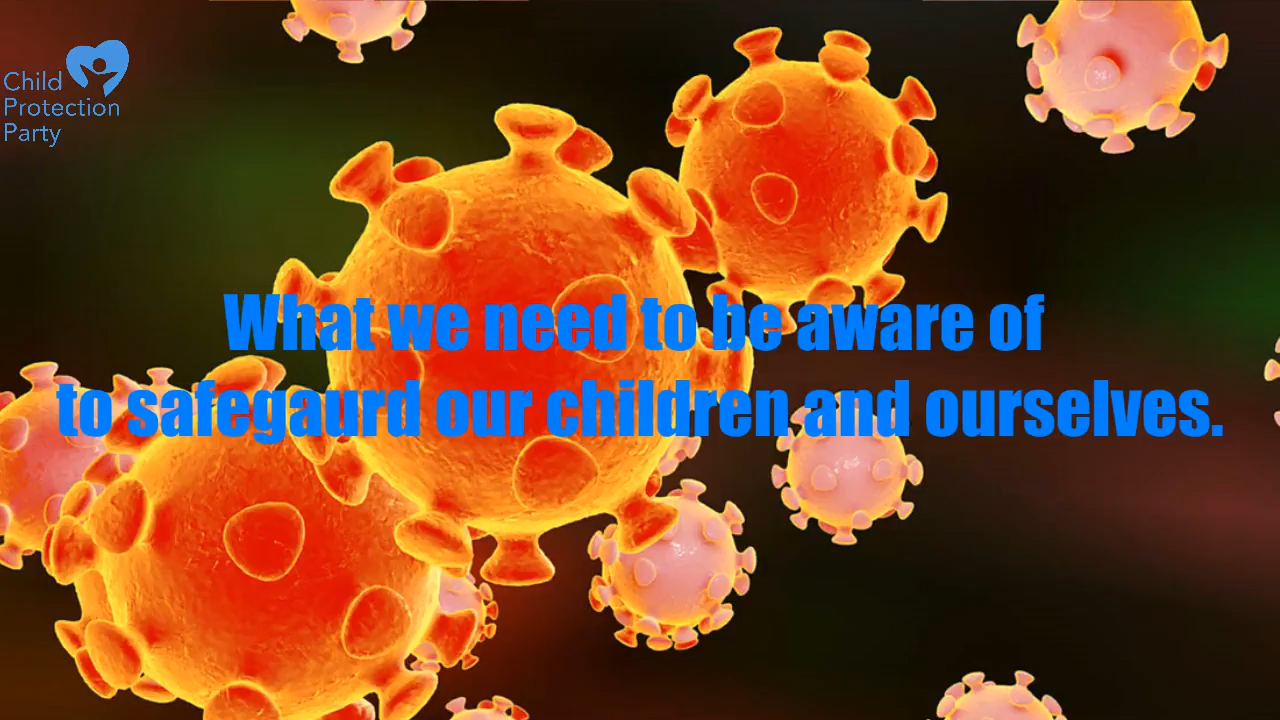 Child
Protection
Party
What we need to be aware of
to safegaurd our children and ourselves.